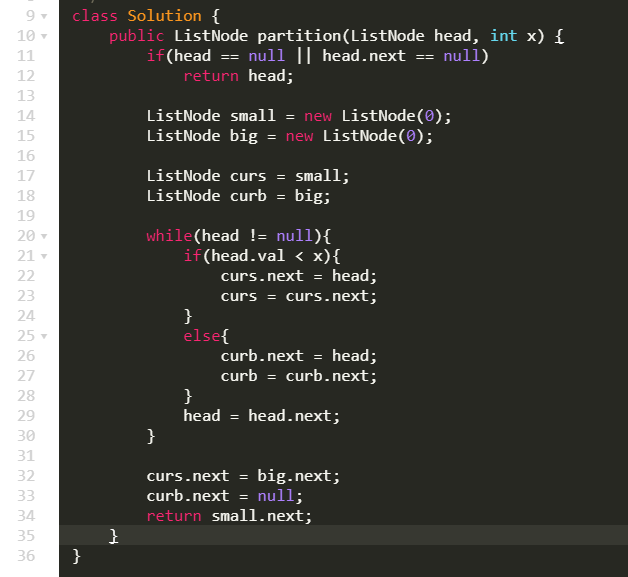 9 class Solution {
10 public ListNode partition(ListNode head, int x) {
11 if(head == null || head.next == null)
12 return head;
13
14 ListNode small = new ListNode(0);
15 ListNode big = new ListNode(0);
16
17 ListNode curs = small;
18 ListNode curb = big;
19
20 while(head != null){
21 if(head.val < x){
22 curs.next = head;
23 curs = curs.next;
24 }
25 else{
26 curb.next = head;
27 curb = curb.next;
28 }
29 head = head.next;
30 }
31
32 curs.next = big.next;
33 curb.next = null;
34 return small.next;
35 }
36 }